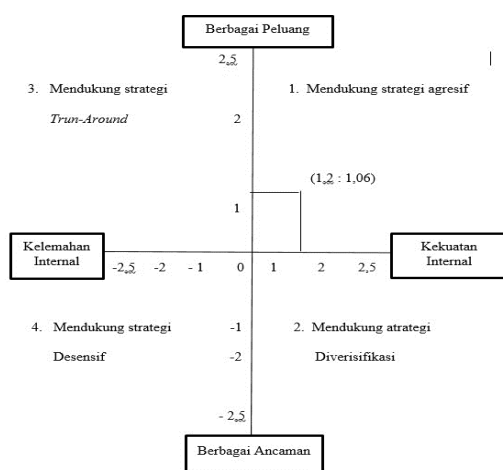 Berbagai Peluang
2,5
3. Mendukung strategi
Trun-Around
1. Mendukung strategi agresif
2
(1,2 : 1,06)
1
Kelemahan
Internal
-2,5 -2 - 1 0 1 2 2,5
Kekuatan
Internal
4. Mendukung strategi
Desensif
-1
2. Mendukung atrategi
Diverisifikasi
-2
- 2,5
Berbagai Ancaman